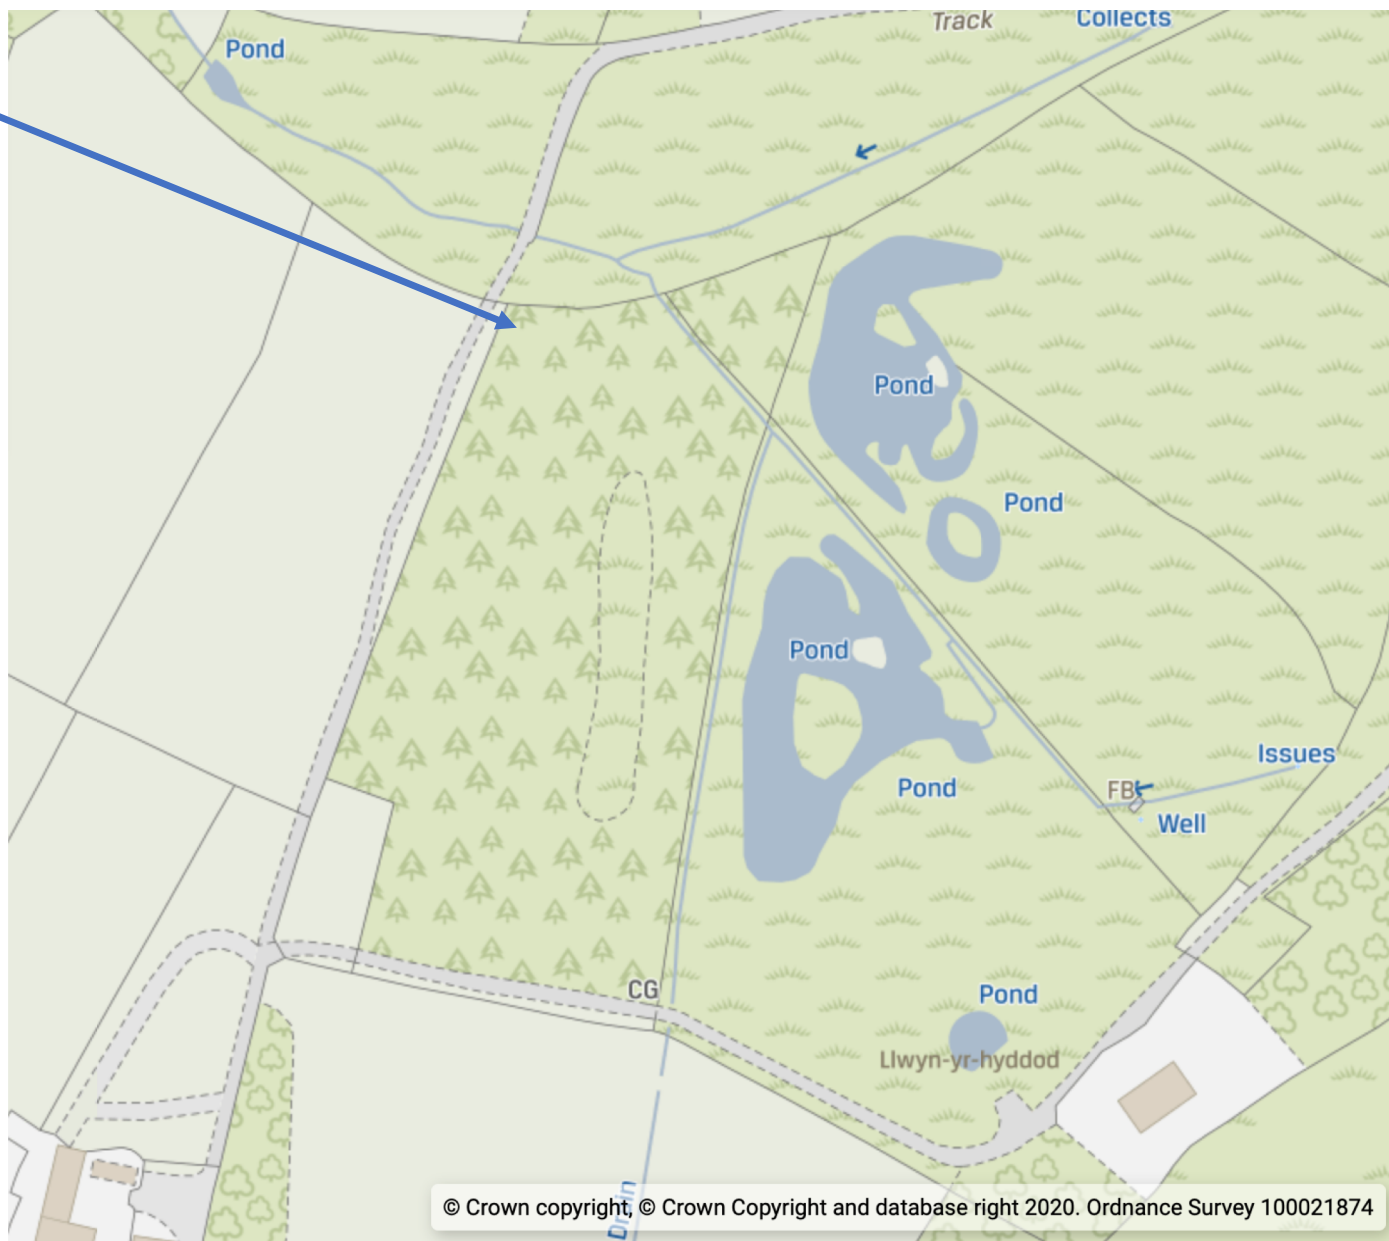 Track
Collects
Pond
Pond
Pond
Pond
Issues
FB
Pond
Well
CG
Pond
Llwyn-yr-hyddod
Drain
© Crown copyright, © Crown Copyright and database right 2020. Ordnance Survey 100021874